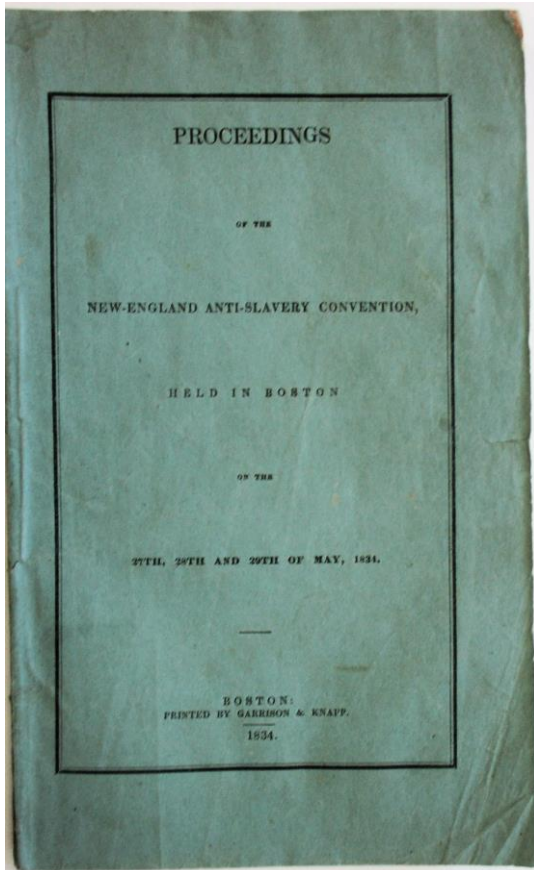 PROCEEDINGS
OF THE
NEW-ENGLAND ANTI-SLAVERY CONVENTION,
HELD IN BOSTON
ON THE
27TH, 28TH AND 29TH OF MAY, 1834.
BOSTON:
PRINTED BY GARRISON & KNAPP.
1834.